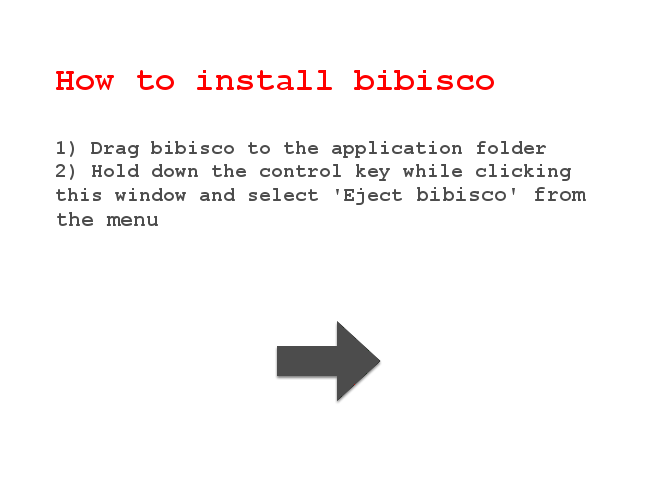 How to install bibisco
1) Drag bibisco to the application folder
2) Hold down the control key while clicking
this window and select 'Eject bibisco' from
the menu